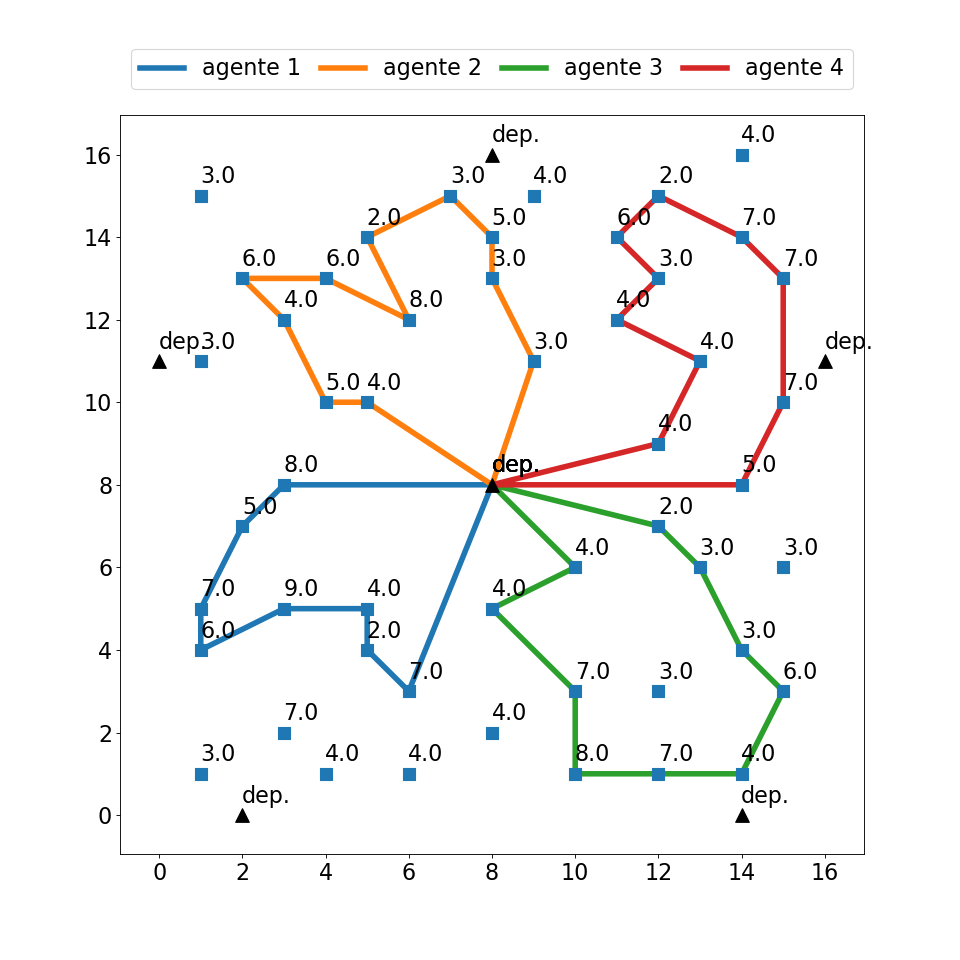 agente 1 agente 2 agente 3 agente 4
dep. 4.0
16
3.0 3.0 4.0 2.0
2.0 5.0 6.0 7.0
14
6.0 6.0 3.0 3.0 7.0
4.0 8.0 4.0
12
dep. 3.0 3.0 4.0 dep.
5.0 4.0 7.0
10
4.0
8.0 dep. 5.0
8
5.0 2.0
4.0 3.0 3.0
6
7.0 9.0 4.0 4.0
6.0 2.0 3.0
4
7.0 7.0 3.0 6.0
7.0 4.0
2
3.0 4.0 4.0 8.0 7.0 4.0
dep. dep.
0
0 2 4 6 8 10 12 14 16